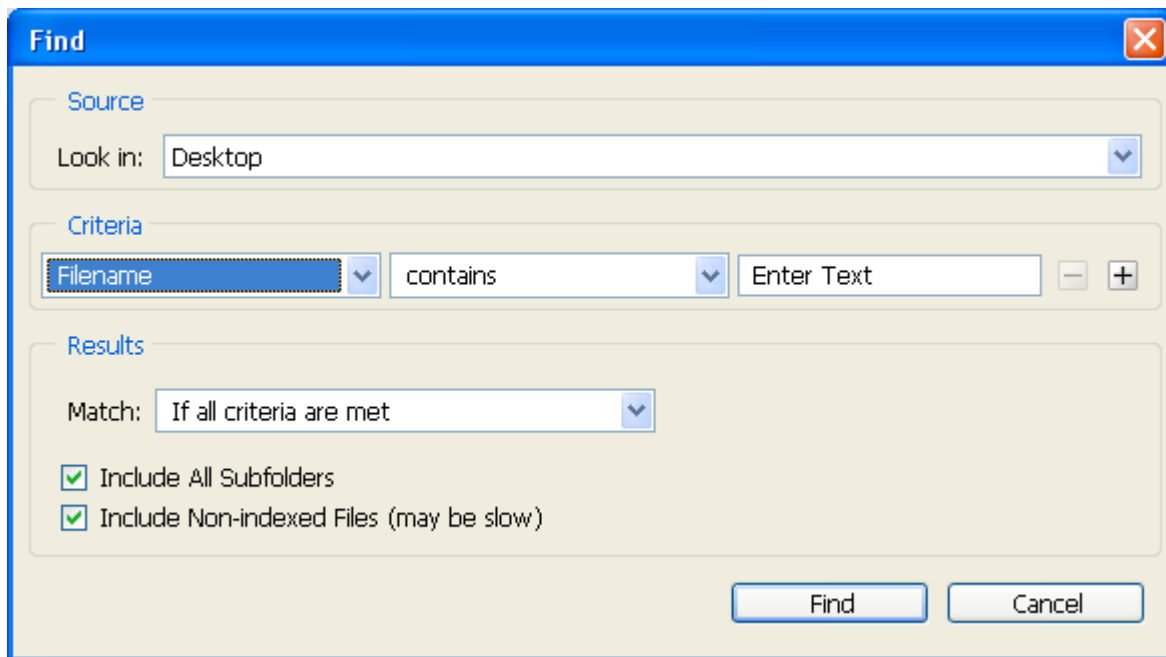 Find
Source
Look in: Desktop
Criteria
Filename contains Enter Text
Results
Match: If all criteria are met
Include All Subfolders
Include Non-indexed Files (may be slow)
Find Cancel